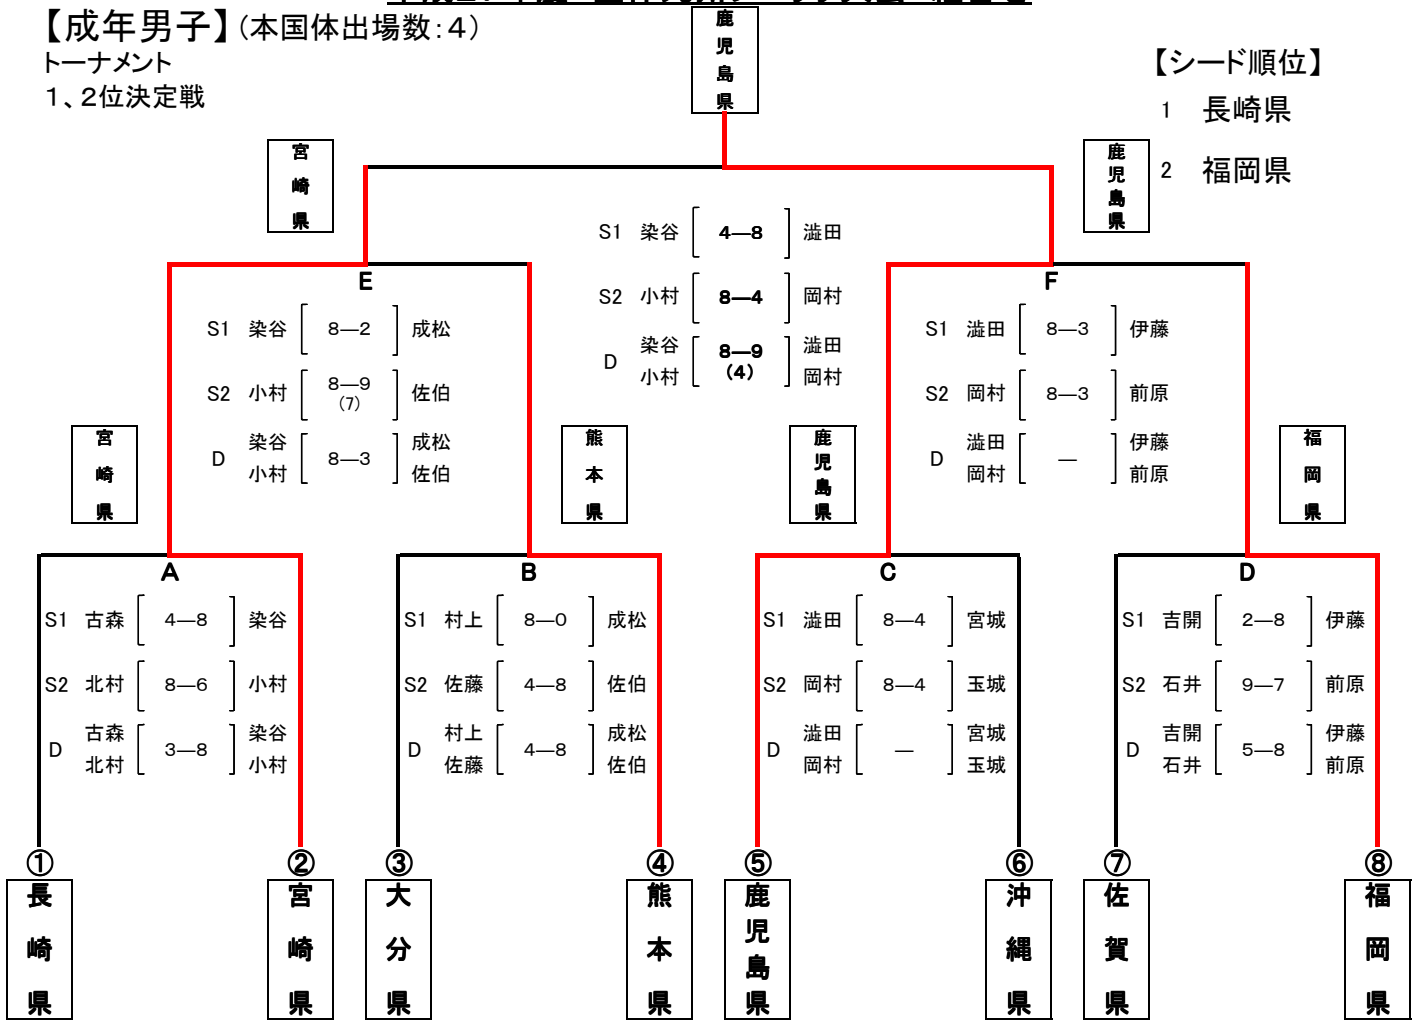 【成年男子】(本国体出場数:4)
トーナメント
1、2位決定戦
鹿児島県
【シード順位】
1 長崎県
2 福岡県
宮崎県
鹿児島県
S1 染谷 4―8 澁田
S2 小村 8―4 岡村
D 染谷 小村 8―9 (4) 澁田 岡村
E
S1 染谷 8―2 成松
S2 小村 8―9 (7) 佐伯
D 染谷 小村 8―3 成松 佐伯
F
S1 澁田 8―3 伊藤
S2 岡村 8―3 前原
D 澁田 岡村 ― 伊藤 前原
宮崎県
熊本県
鹿児島県
福岡県
A
S1 古森 4―8 染谷
S2 北村 8―6 小村
D 古森 北村 3―8 染谷 小村
B
S1 村上 8―0 成松
S2 佐藤 4―8 佐伯
D 村上 佐藤 4―8 成松 佐伯
C
S1 澁田 8―4 宮城
S2 岡村 8―4 玉城
D 澁田 岡村 ― 宮城 玉城
D
S1 吉開 2―8 伊藤
S2 石井 9―7 前原
D 吉開 石井 5―8 伊藤 前原
① 長崎県
② 宮崎県
③ 大分県
④ 熊本県
⑤ 鹿児島県
⑥ 沖縄県
⑦ 佐賀県
⑧ 福岡県